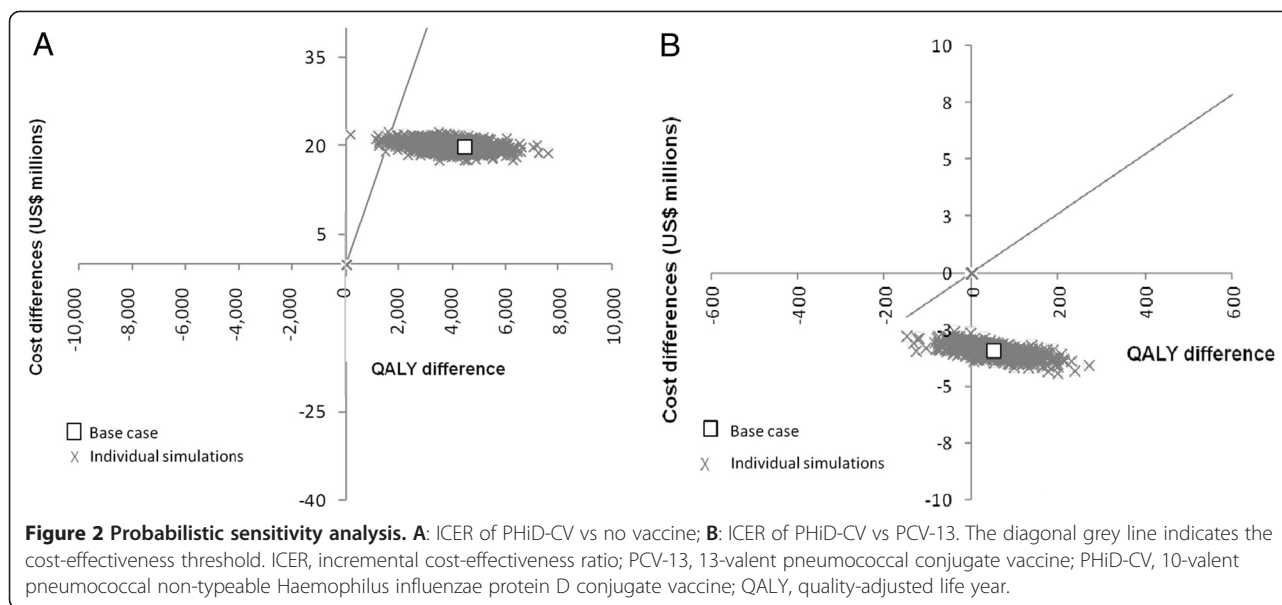 A
B
Cost differences (US$ millions)
35
20
5
-25
-40
-10,000
-8,000
-6,000
-4,000
-2,000
0
2,000
4,000
6,000
8,000
10,000
QALY difference
Base case
Individual simulations
Cost differences (US$ millions)
10
8
5
3
0
-3
-5
-8
-10
-600
-400
-200
0
200
400
600
QALY difference
Base case
Individual simulations
Figure 2 Probabilistic sensitivity analysis. A: ICER of PHiD-CV vs no vaccine; B: ICER of PHiD-CV vs PCV-13. The diagonal grey line indicates the
cost-effectiveness threshold. ICER, incremental cost-effectiveness ratio; PCV-13, 13-valent pneumococcal conjugate vaccine; PHiD-CV, 10-valent
pneumococcal non-typeable Haemophilus influenzae protein D conjugate vaccine; QALY, quality-adjusted life year.